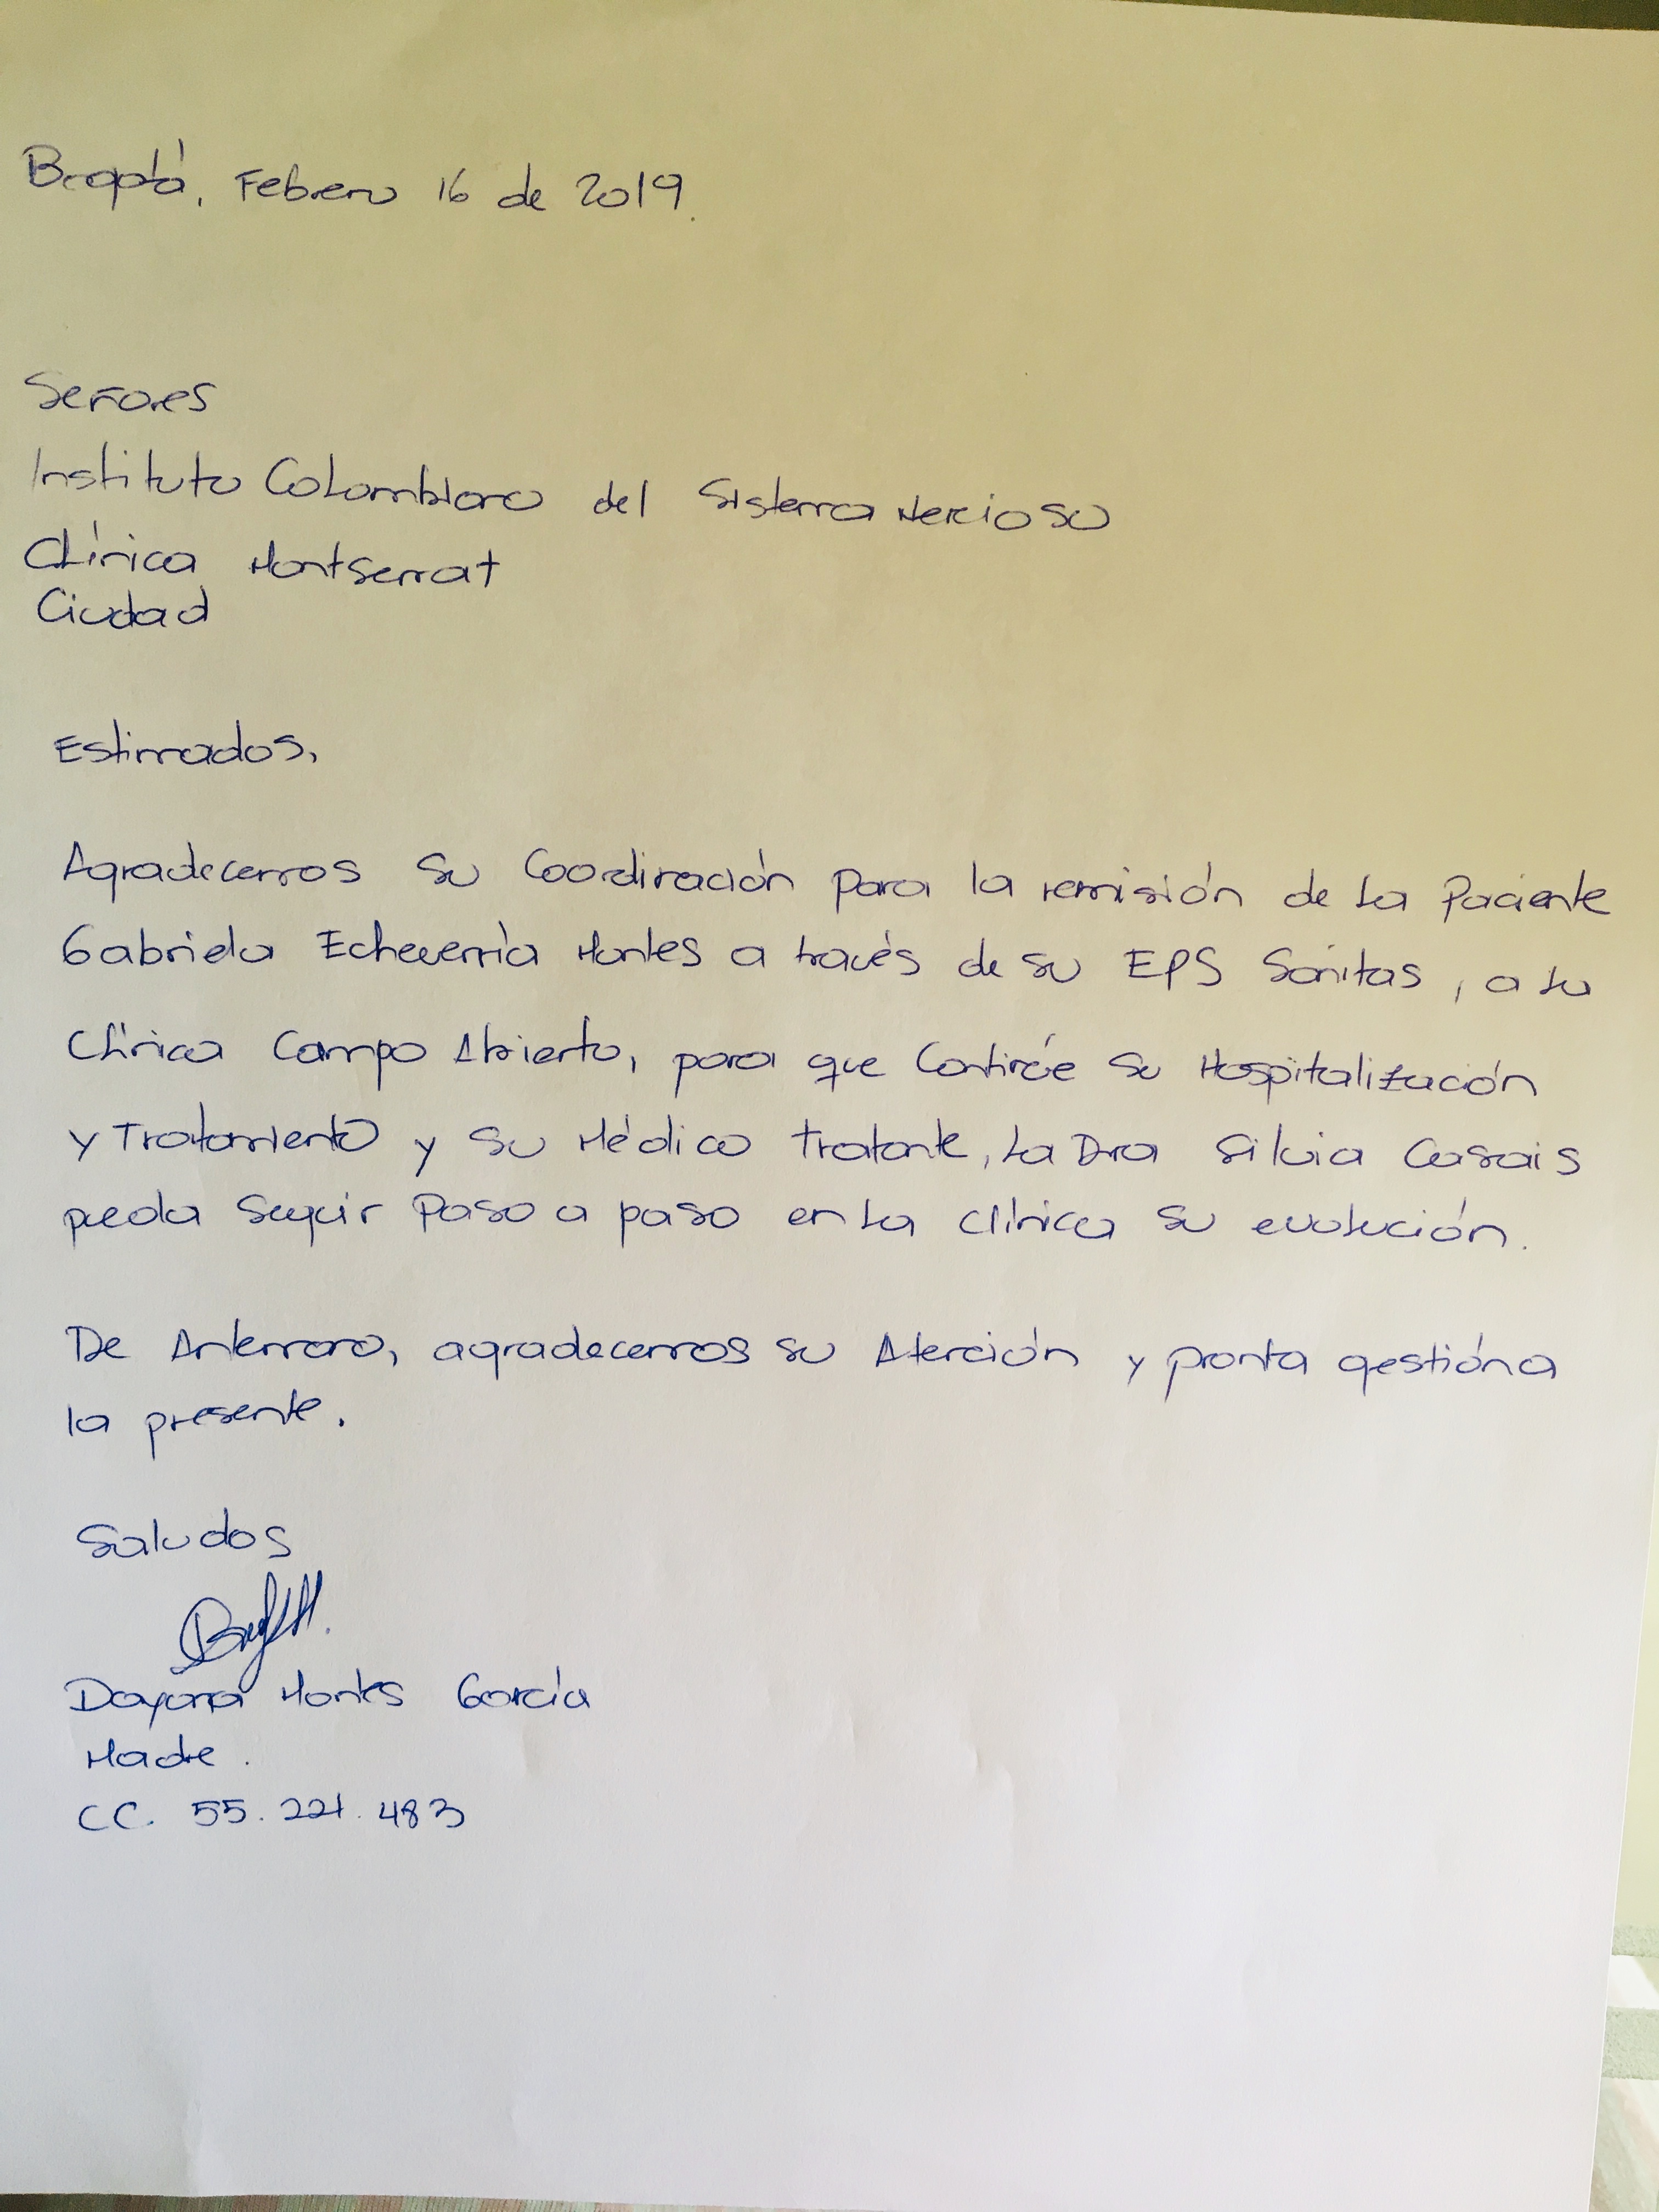 Bogotá, Febrero 16 de 2019.
Señores
Instituto Colombiano del Sistema Nervioso
Clínica Montserrat
Ciudad
Estimados,
Agradecemos su Coordinación para la remisión de la Paciente
Gabriela Echeverría Montes a través de su EPS Sanitas, a la
Clínica Campo Abierto, para que Continúe su Hospitalización
y Tratamiento y su Médico Tratante, La Dra Silvia Casais
pueda seguir Paso a paso en la clínica su evolución.
De Antemano, agradecemos su Atención y pronta gestión a
la presente.
Saludos
Dayana Montes García
Madre.
CC. 55.221.483